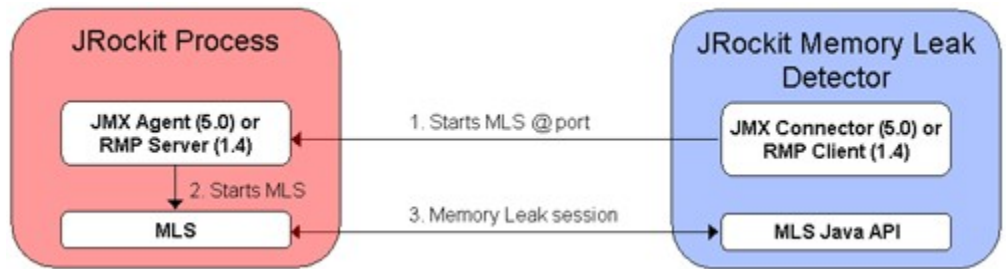 JRockit Process
JRockit Memory Leak
Detector
JMX Agent (5.0) or
RMP Server (1.4)
1. Starts MLS @port
JMX Connector (5.0) or
RMP Client (1.4)
2. Starts MLS
MLS
3. Memory Leak session
MLS Java API